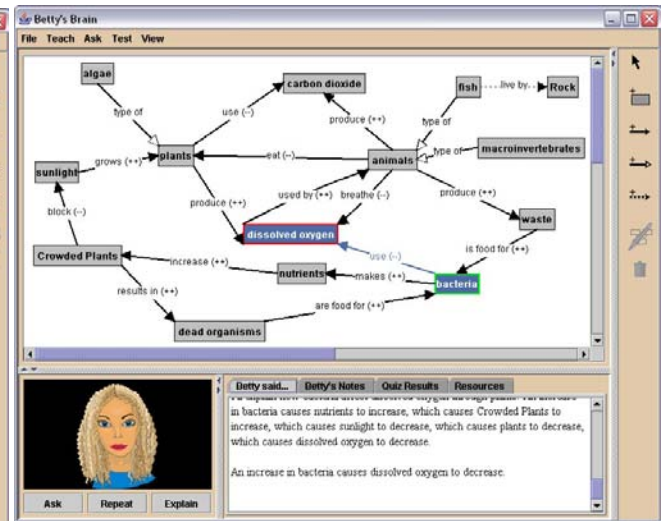 Betty's Brain
File Teach Ask Test View
algae
carbon dioxide
fish
live by
Rock
type of
use (--)
produce (++)
type of
plants
eat (--)
animals
type of
macroinvertebrates
grows (++)
sunlight
used by (++)
breathe (--)
produce (++)
block (--)
produce (++)
waste
dissolved oxygen
is food for (++)
Crowded Plants
increase (++)
nutrients
makes (++)
use (--)
bacteria
results in (++)
are food for (++)
dead organisms
Betty said... Betty's Notes Quiz Results Resources
in bacteria causes nutrients to increase, which causes Crowded Plants to
increase, which causes sunlight to decrease, which causes plants to decrease,
which causes dissolved oxygen to decrease.
An increase in bacteria causes dissolved oxygen to decrease.
Ask Repeat Explain